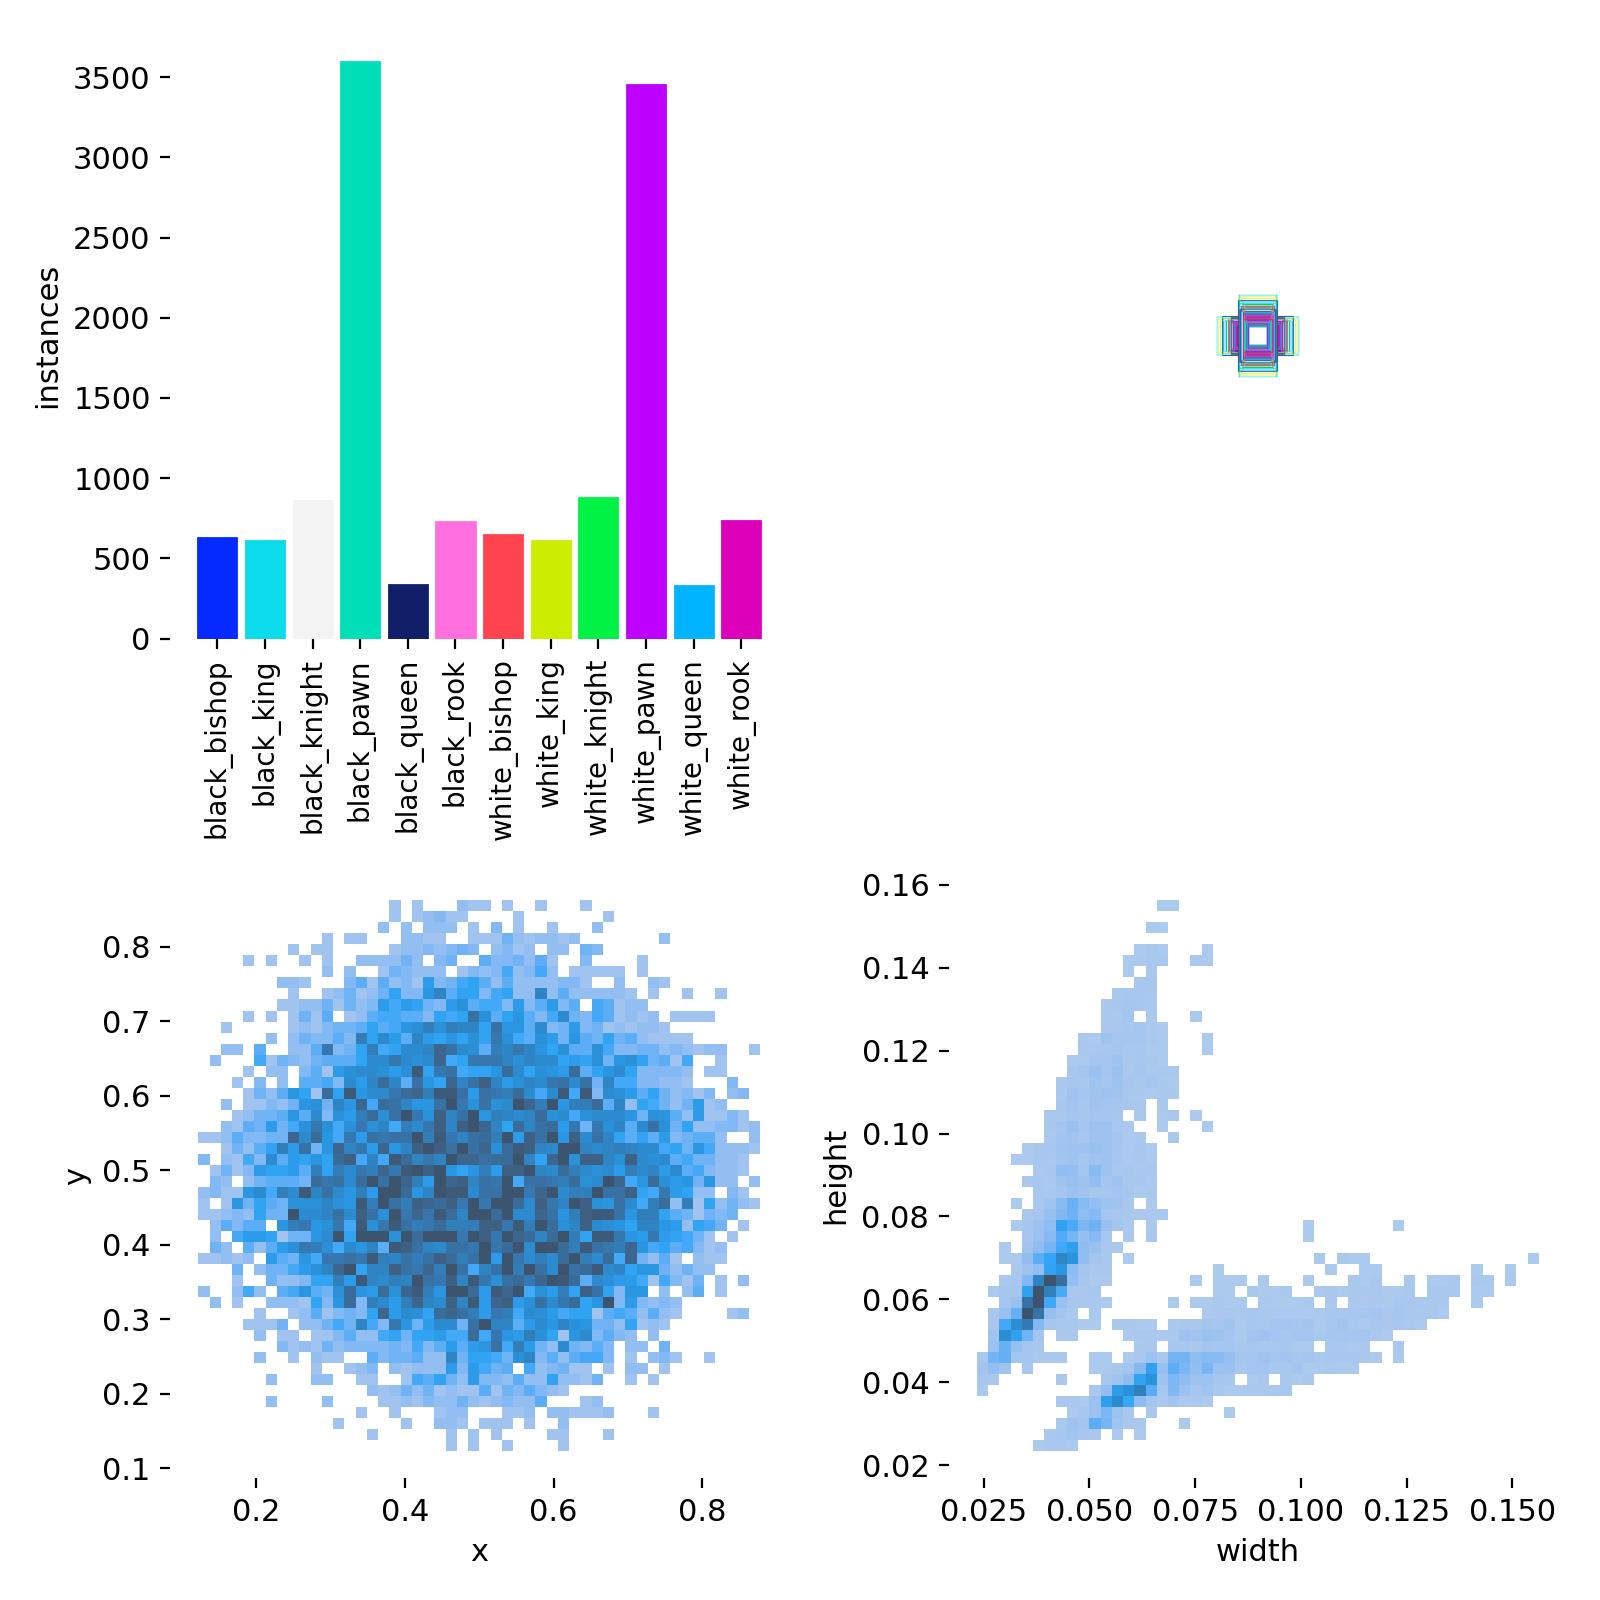 3500
3000
2500
2000
1500
1000
500
0
instances
black_bishop
black_king
black_knight
black_pawn
black_queen
black_rook
white_bishop
white_king
white_knight
white_pawn
white_queen
white_rook
0.8
0.7
0.6
0.5
0.4
0.3
0.2
0.1
y
0.2 0.4 0.6 0.8
x
0.16
0.14
0.12
0.10
0.08
0.06
0.04
0.02
height
0.025 0.050 0.075 0.100 0.125 0.150
width